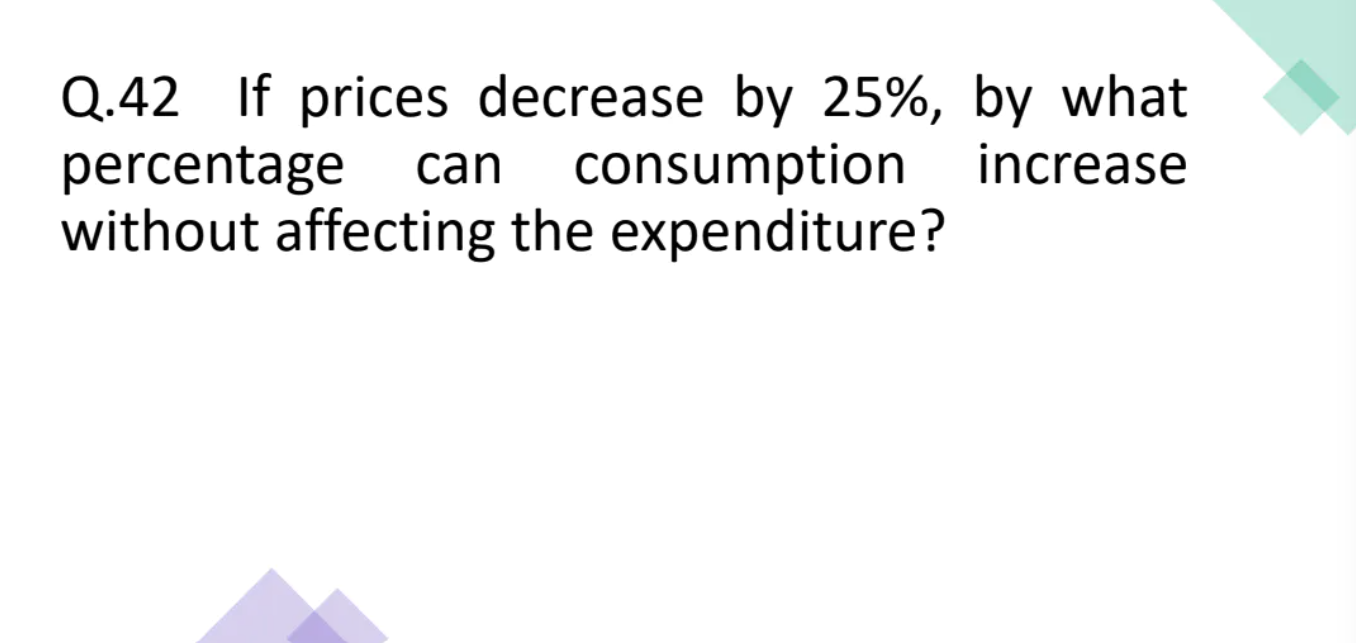 Q.42 If prices decrease by 25%, by what
percentage can consumption increase
without affecting the expenditure?